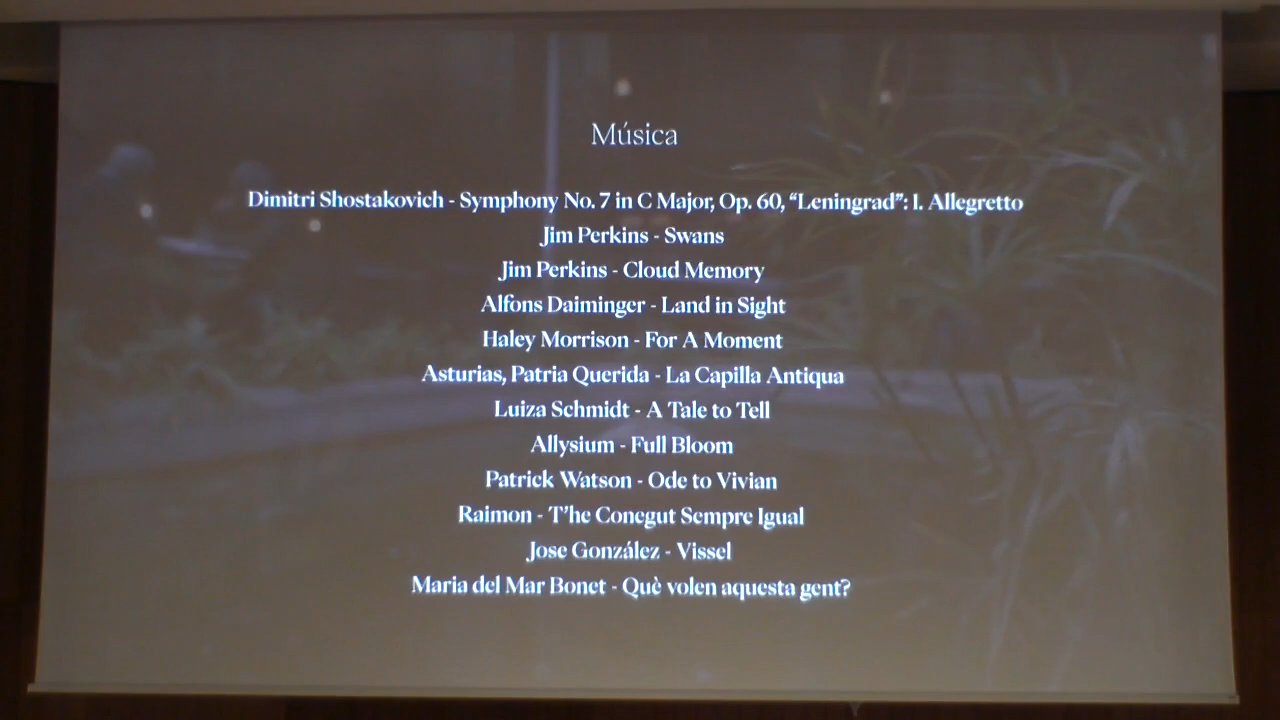 Música
Dimitri Shostakovich - Symphony No. 7 in C Major, Op. 60, “Leningrad”: I. Allegretto
Jim Perkins - Swans
Jim Perkins - Cloud Memory
Alfons Daiminger - Land in Sight
Haley Morrison - For A Moment
Asturias, Patria Querida - La Capilla Antiqua
Luiza Schmidt - A Tale to Tell
Allysium - Full Bloom
Patrick Watson - Ode to Vivian
Raimon - T’he Conegut Sempre Igual
Jose González - Vissel
Maria del Mar Bonet - Què volen aquesta gent?